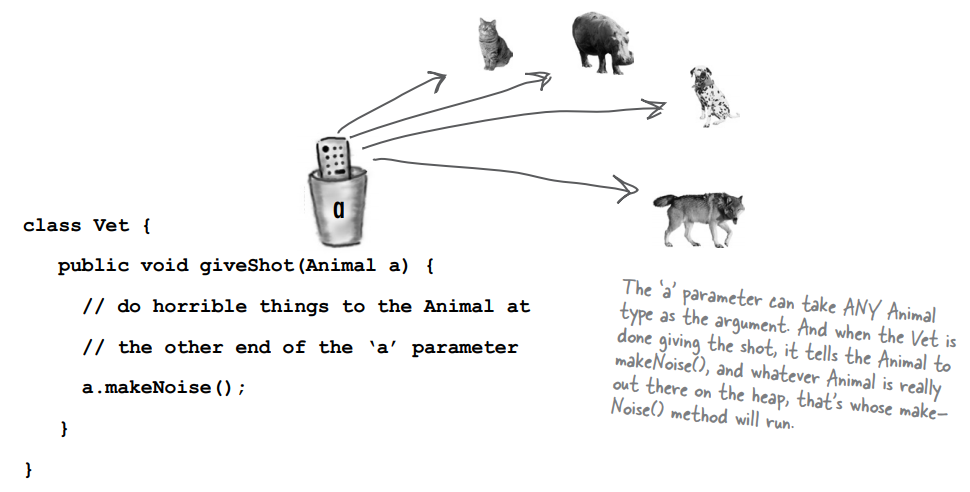 a
class Vet {
public void giveShot(Animal a) {
// do horrible things to the Animal at
// the other end of the ‘a’ parameter
a.makeNoise();
}
}
The ‘a’ parameter can take ANY Animal
type as the argument. And when the Vet is
done giving the shot, it tells the Animal to
makeNoise(), and whatever Animal is really
out there on the heap, that’s whose make-
Noise() method will run.